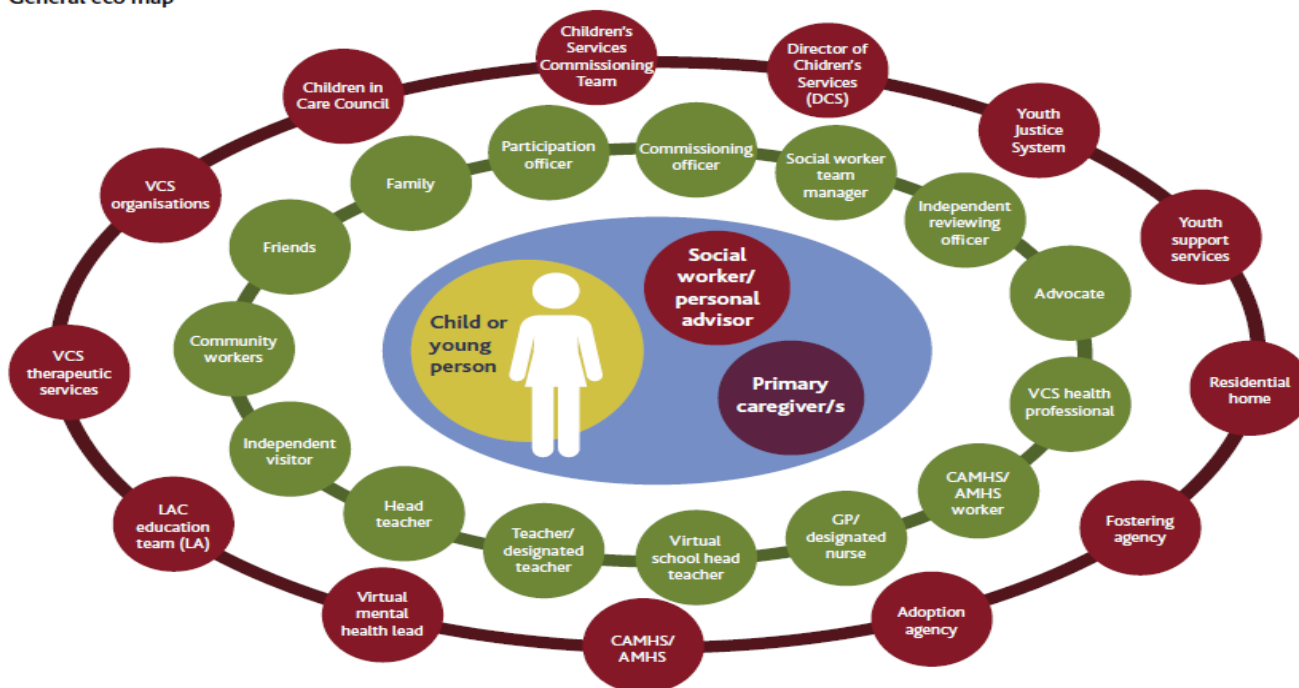 General eco map
Children's
Services
Commissioning
Team
Director of
Chidren's
Services
(DCS)
Children in
Care Council
Youth
Justice
System
VCS
organisations
Youth
support
services
VCS
therapeutic
services
Residential
home
LAC
education
team (LA)
Fostering
agency
Virtual
mental
health lead
CAMHS/
AMHS
Adoption
agency
Participation
officer
Commissioning
officer
Social worker
team
manager
Family
Independent
reviewing
officer
Friends
Advocate
Community
workers
VCS health
professional
Independent
visitor
CAMHS/
AMHS
worker
Head
teacher
Teacher/
designated
teacher
Virtual
school head
teacher
GP/
designated
nurse
Child or
young
person
Social
worker/
personal
advisor
Primary
caregiver/s